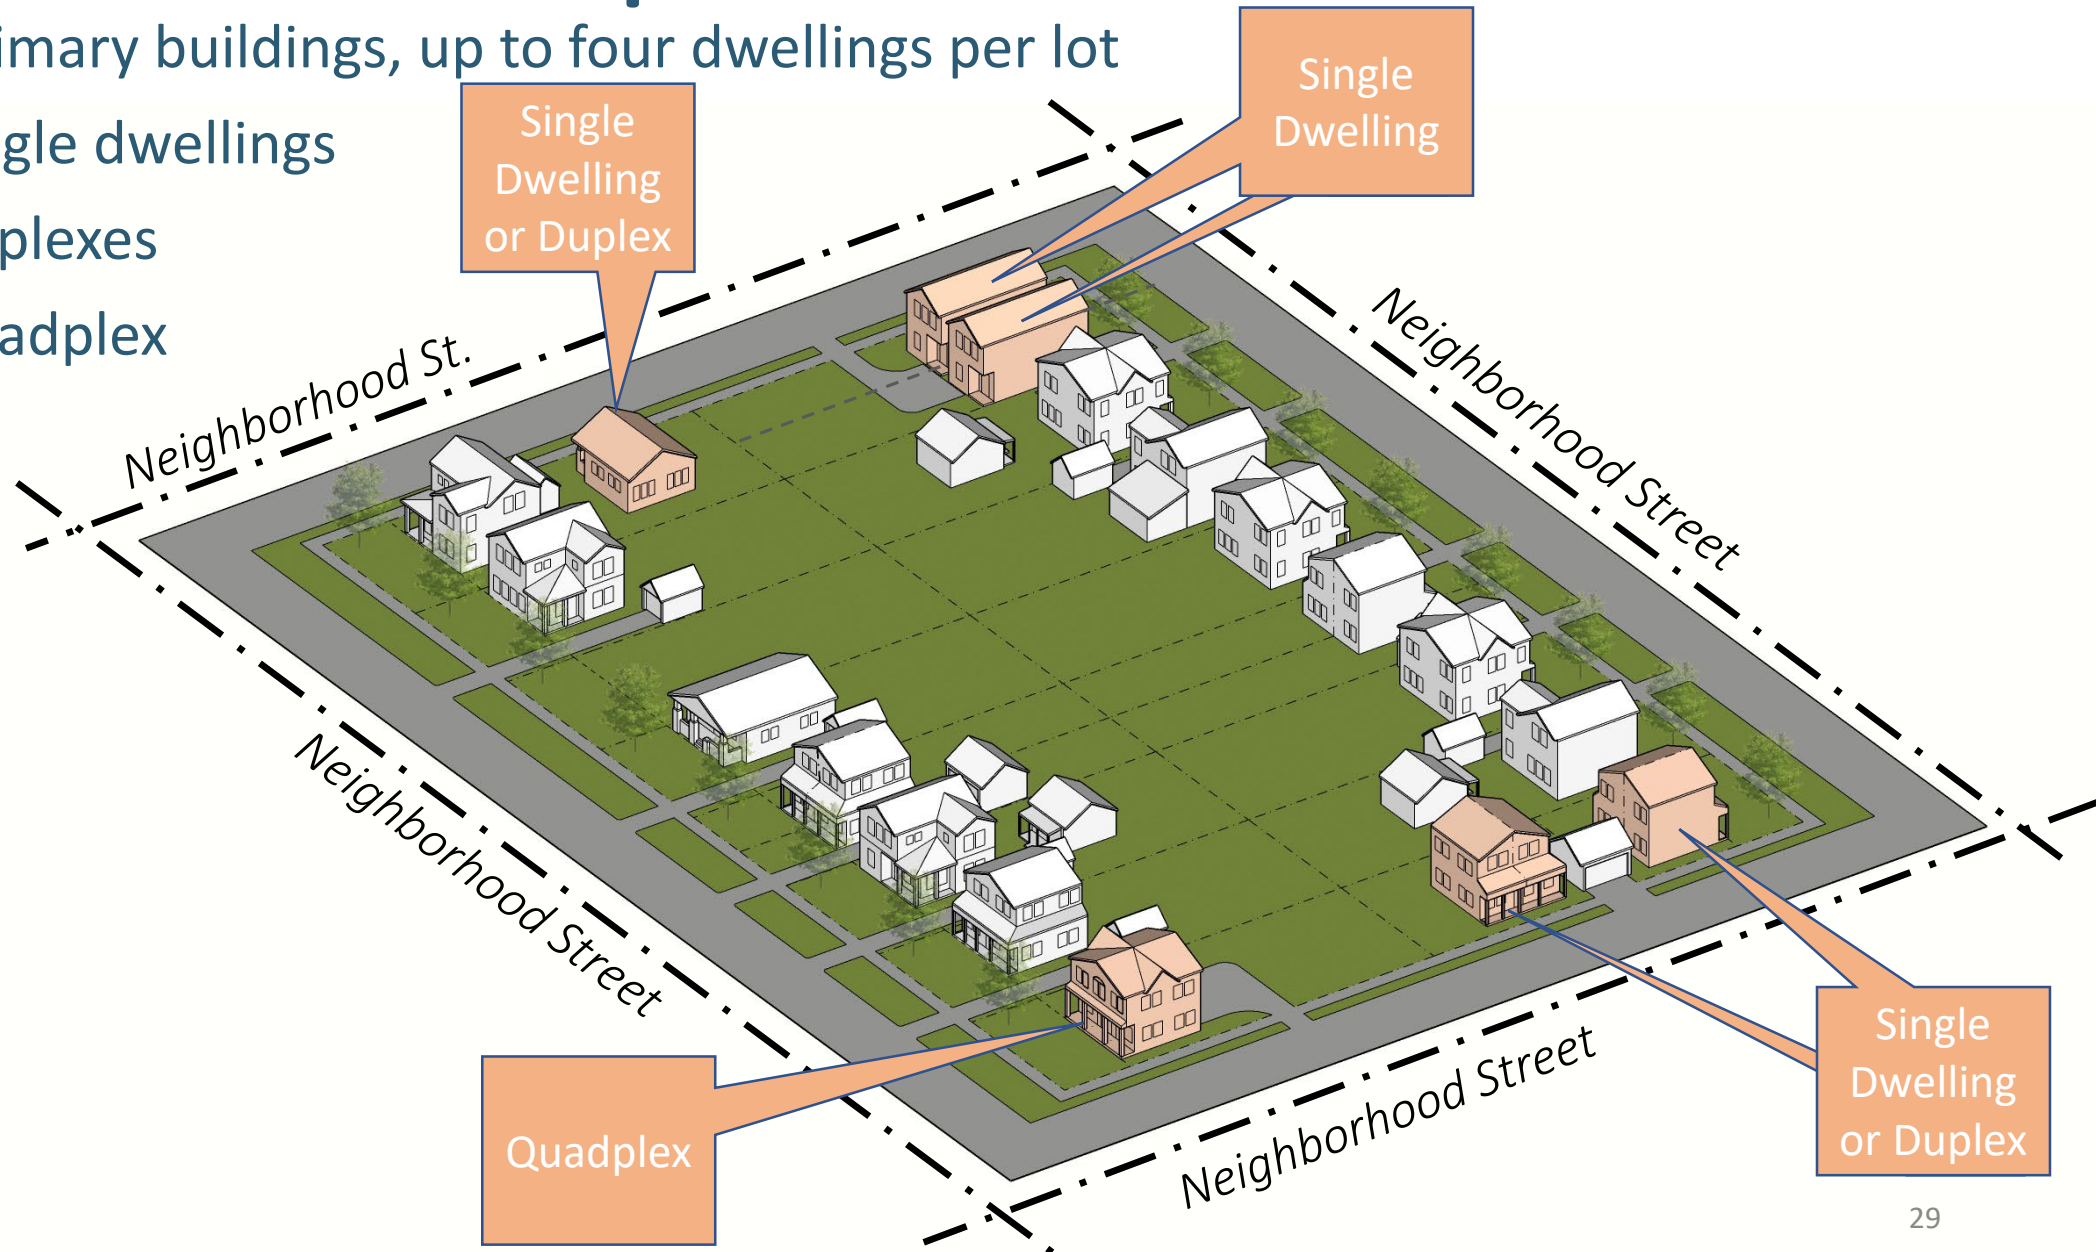 imary buildings, up to four dwellings per lot
gle dwellings
plexes
adplex
Single
Dwelling
or Duplex
Single
Dwelling
Neighborhood St.
Neighborhood Street
Neighborhood Street
Neighborhood Street
Quadplex
Single
Dwelling
or Duplex
29